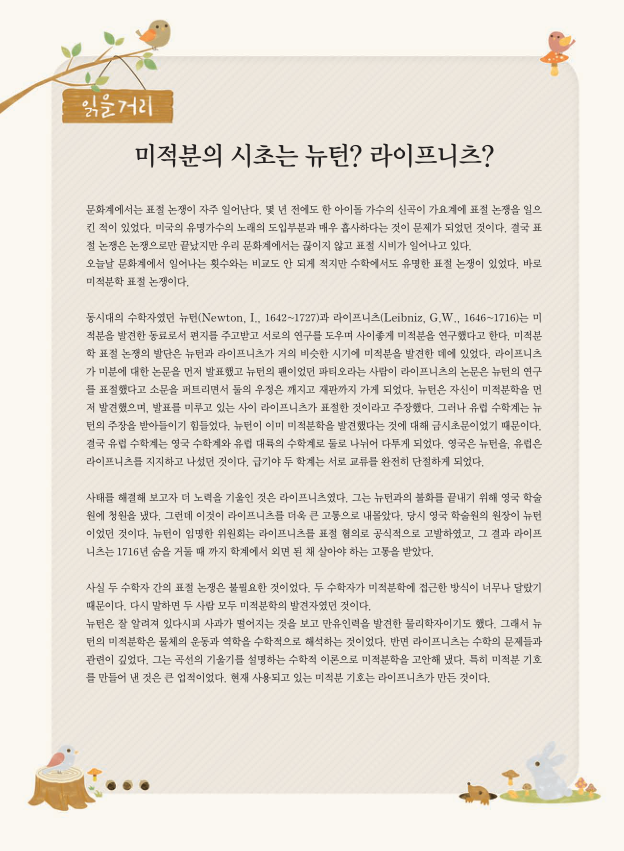 읽을거리
미적분의 시초는 뉴턴? 라이프니츠?
문화계에서는 표절 논쟁이 자주 일어난다. 몇 년 전에도 한 아이돌 가수의 신곡이 가요계에 표절 논쟁을 일으
킨 적이 있었다. 미국의 유명가수의 노래의 도입부분과 매우 흡사하다는 것이 문제가 되었던 것이다. 결국 표
절 논쟁은 논쟁으로만 끝났지만 우리 문화계에서는 끊이지 않고 표절 시비가 일어나고 있다.
오늘날 문화계에서 일어나는 횟수와는 비교도 안 되게 적지만 수학에서도 유명한 표절 논쟁이 있었다. 바로
미적분학 표절 논쟁이다.
동시대의 수학자였던 뉴턴(Newton, I., 1642~1727)과 라이프니츠(Leibniz, G.W., 1646~1716)는 미
적분을 발견한 동료로서 편지를 주고받고 서로의 연구를 도우며 사이좋게 미적분을 연구했다고 한다. 미적분
학 표절 논쟁의 발단은 뉴턴과 라이프니츠가 거의 비슷한 시기에 미적분을 발견한 데에 있었다. 라이프니츠
가 미분에 대한 논문을 먼저 발표했고 뉴턴의 팬이었던 파티오라는 사람이 라이프니츠의 논문은 뉴턴의 연구
를 표절했다고 소문을 퍼트리면서 둘의 우정은 깨지고 재판까지 가게 되었다. 뉴턴은 자신이 미적분학을 먼
저 발견했으며, 발표를 미루고 있는 사이 라이프니츠가 표절한 것이라고 주장했다. 그러나 유럽 수학계는 뉴
턴의 주장을 받아들이기 힘들었다. 뉴턴이 이미 미적분학을 발견했다는 것에 대해 금시초문이었기 때문이다.
결국 유럽 수학계는 영국 수학계와 유럽 대륙의 수학계로 둘로 나뉘어 다투게 되었다. 영국은 뉴턴을, 유럽은
라이프니츠를 지지하고 나섰던 것이다. 급기야 두 학계는 서로 교류를 완전히 단절하게 되었다.
사태를 해결해 보고자 더 노력을 기울인 것은 라이프니츠였다. 그는 뉴턴과의 불화를 끝내기 위해 영국 학술
원에 청원을 냈다. 그런데 이것이 라이프니츠를 더욱 큰 고통으로 내몰았다. 당시 영국 학술원의 원장이 뉴턴
이었던 것이다. 뉴턴이 임명한 위원회는 라이프니츠를 표절 혐의로 공식적으로 고발하였고, 그 결과 라이프
니츠는 1716년 숨을 거둘 때 까지 학계에서 외면 된 채 살아야 하는 고통을 받았다.
사실 두 수학자 간의 표절 논쟁은 불필요한 것이었다. 두 수학자가 미적분학에 접근한 방식이 너무나 달랐기
때문이다. 다시 말하면 두 사람 모두 미적분학의 발견자였던 것이다.
뉴턴은 잘 알려져 있다시피 사과가 떨어지는 것을 보고 만유인력을 발견한 물리학자이기도 했다. 그래서 뉴
턴의 미적분학은 물체의 운동과 역학을 수학적으로 해석하는 것이었다. 반면 라이프니츠는 수학의 문제들과
관련이 깊었다. 그는 곡선의 기울기를 설명하는 수학적 이론으로 미적분학을 고안해 냈다. 특히 미적분 기호
를 만들어 낸 것은 큰 업적이었다. 현재 사용되고 있는 미적분 기호는 라이프니츠가 만든 것이다.